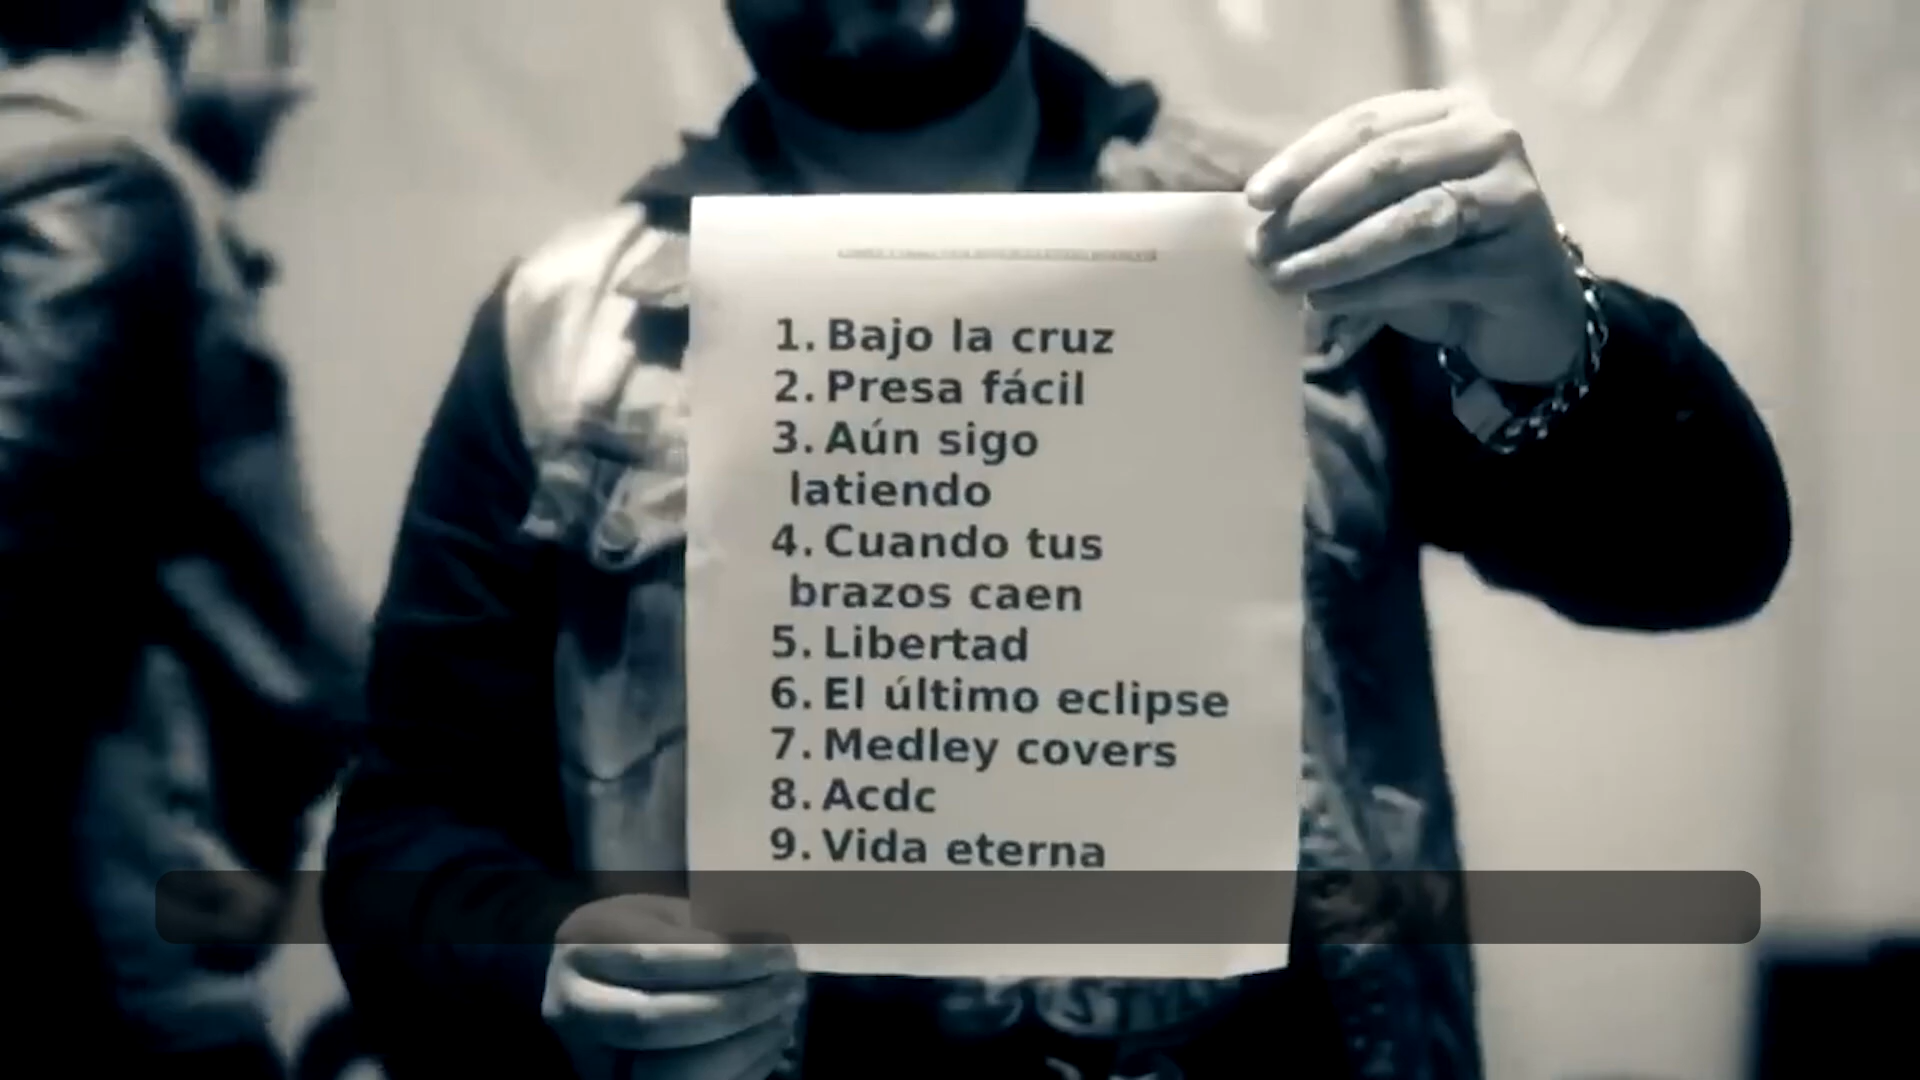 1. Bajo la cruz
2. Presa fácil
3. Aún sigo
latiendo
4. Cuando tus
brazos caen
5. Libertad
6. El último eclipse
7. Medley covers
8. Acdc
9. Vida eterna